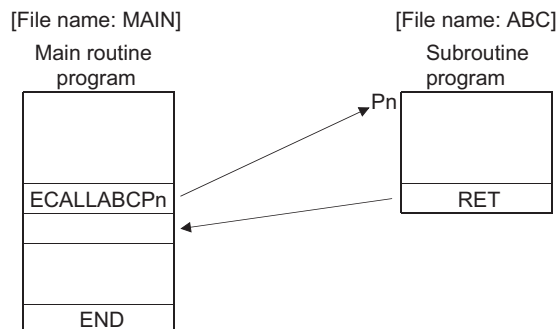 [File name: MAIN]
Main routine
program
ECALLABCPn
END
[File name: ABC]
Subroutine
program
Pn
RET